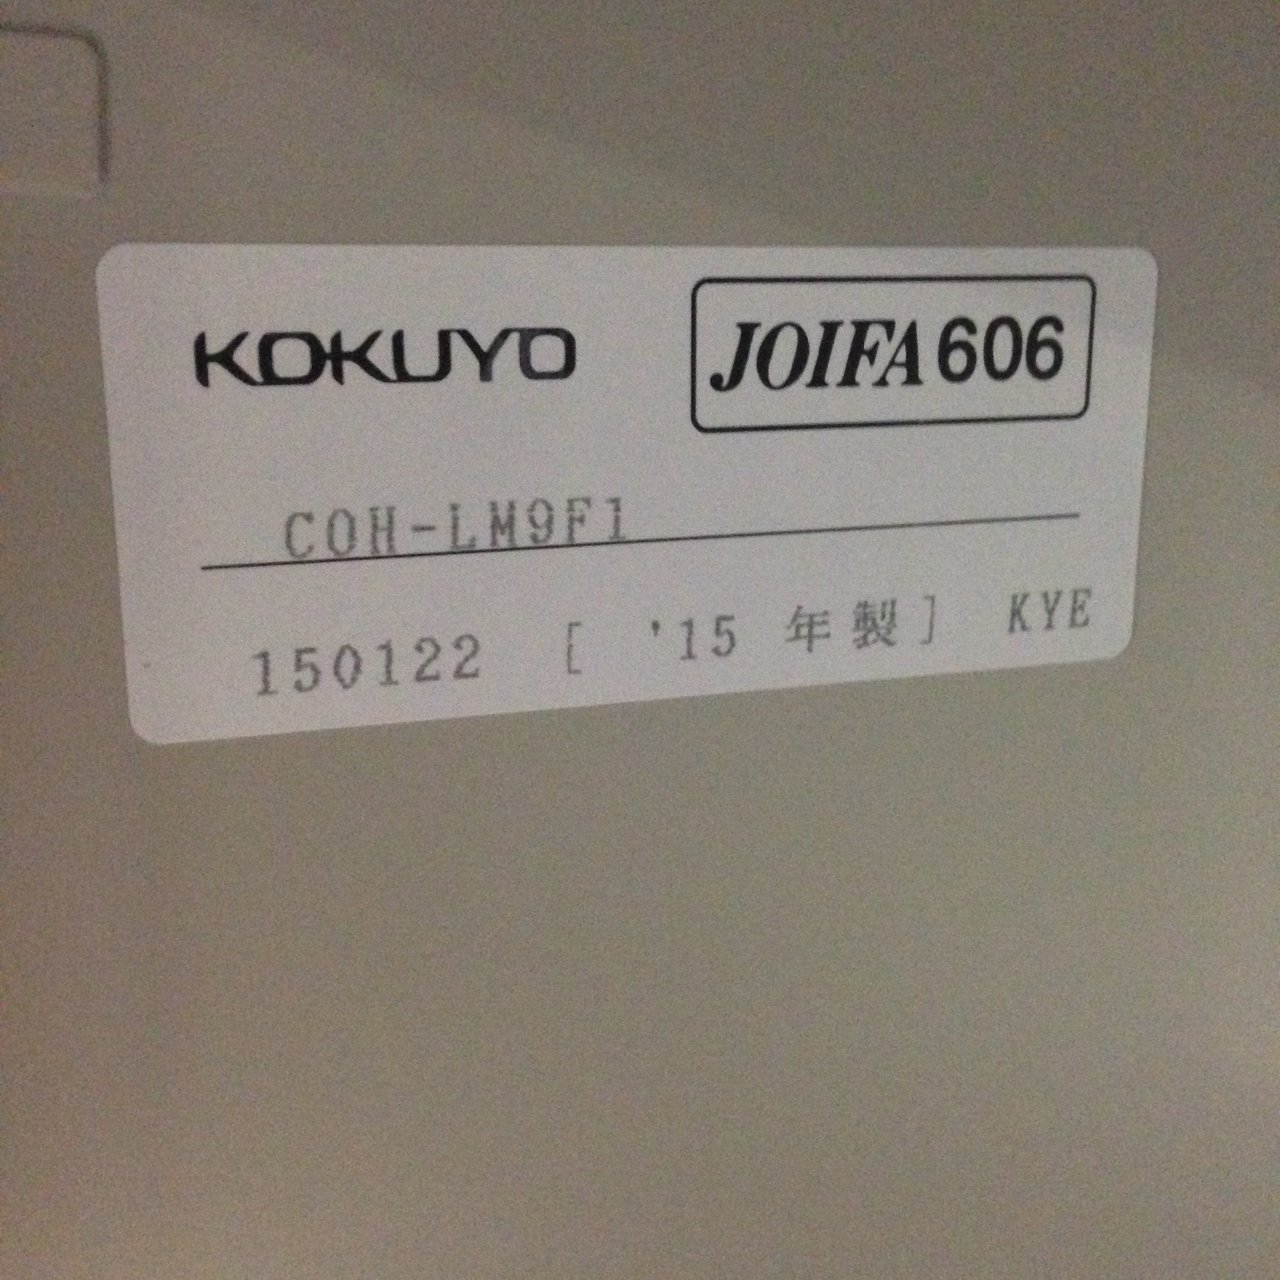 KOKUYO
JOIFA 606
COH-LM9F1
150122 [ '15 年製] KYE